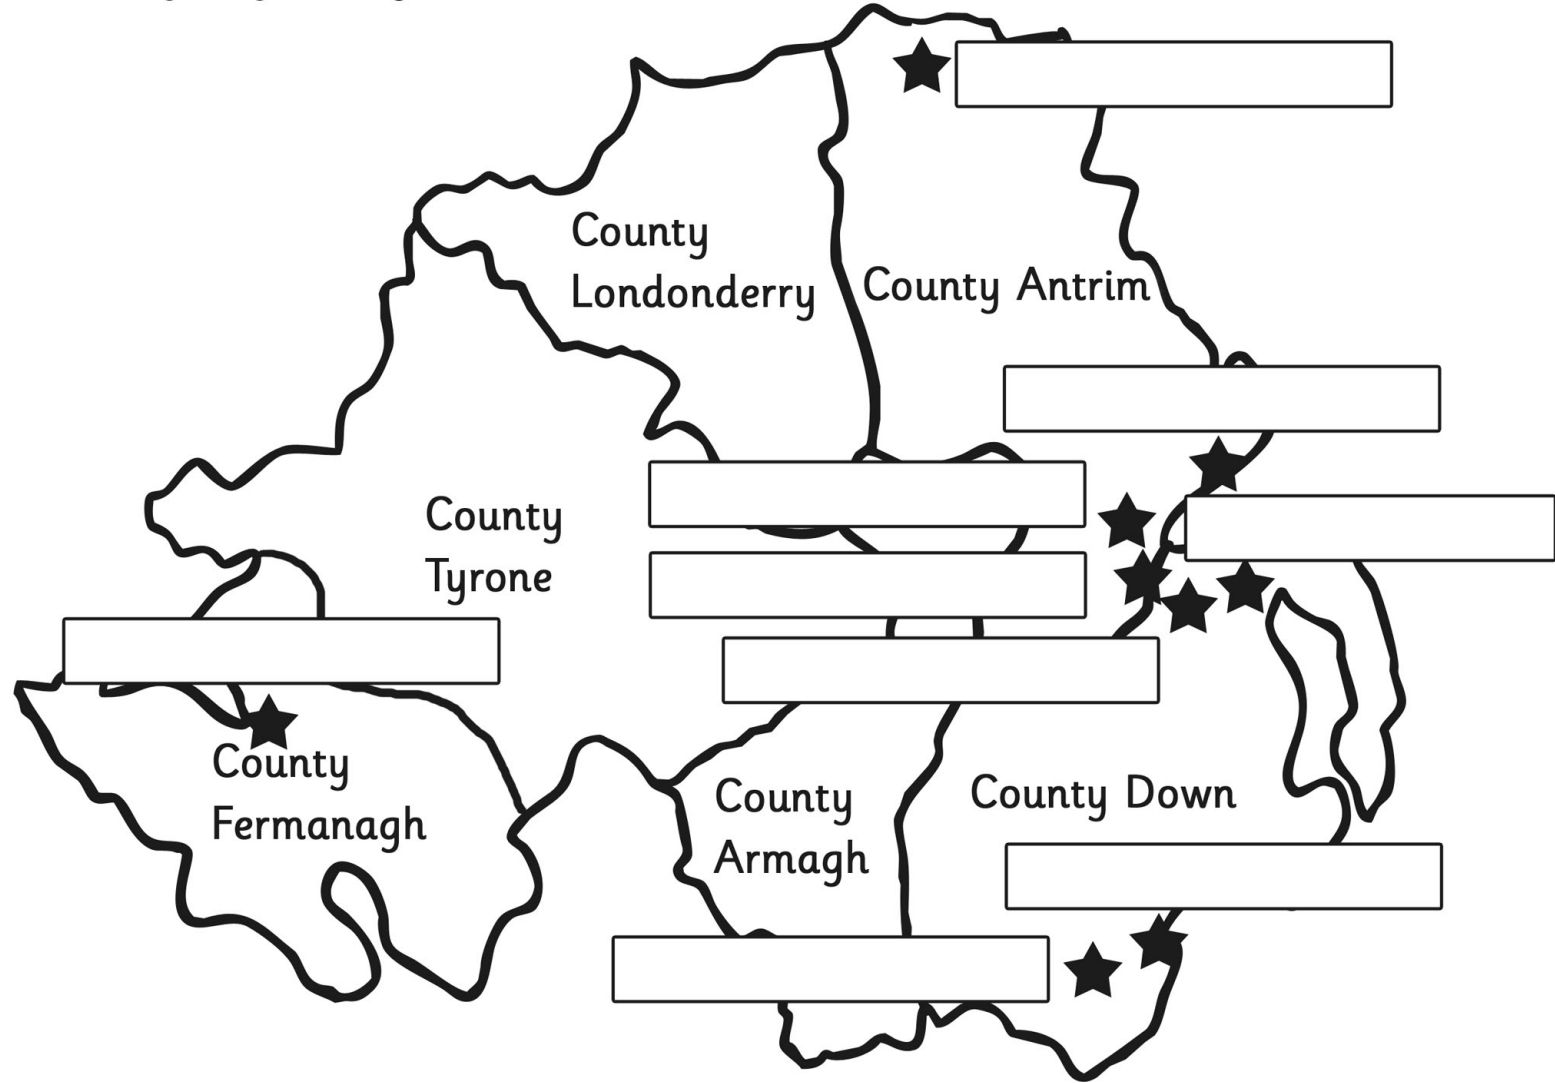 County
Londonderry
County Antrim
County
Tyrone
County
Fermanagh
County
Armagh
County Down